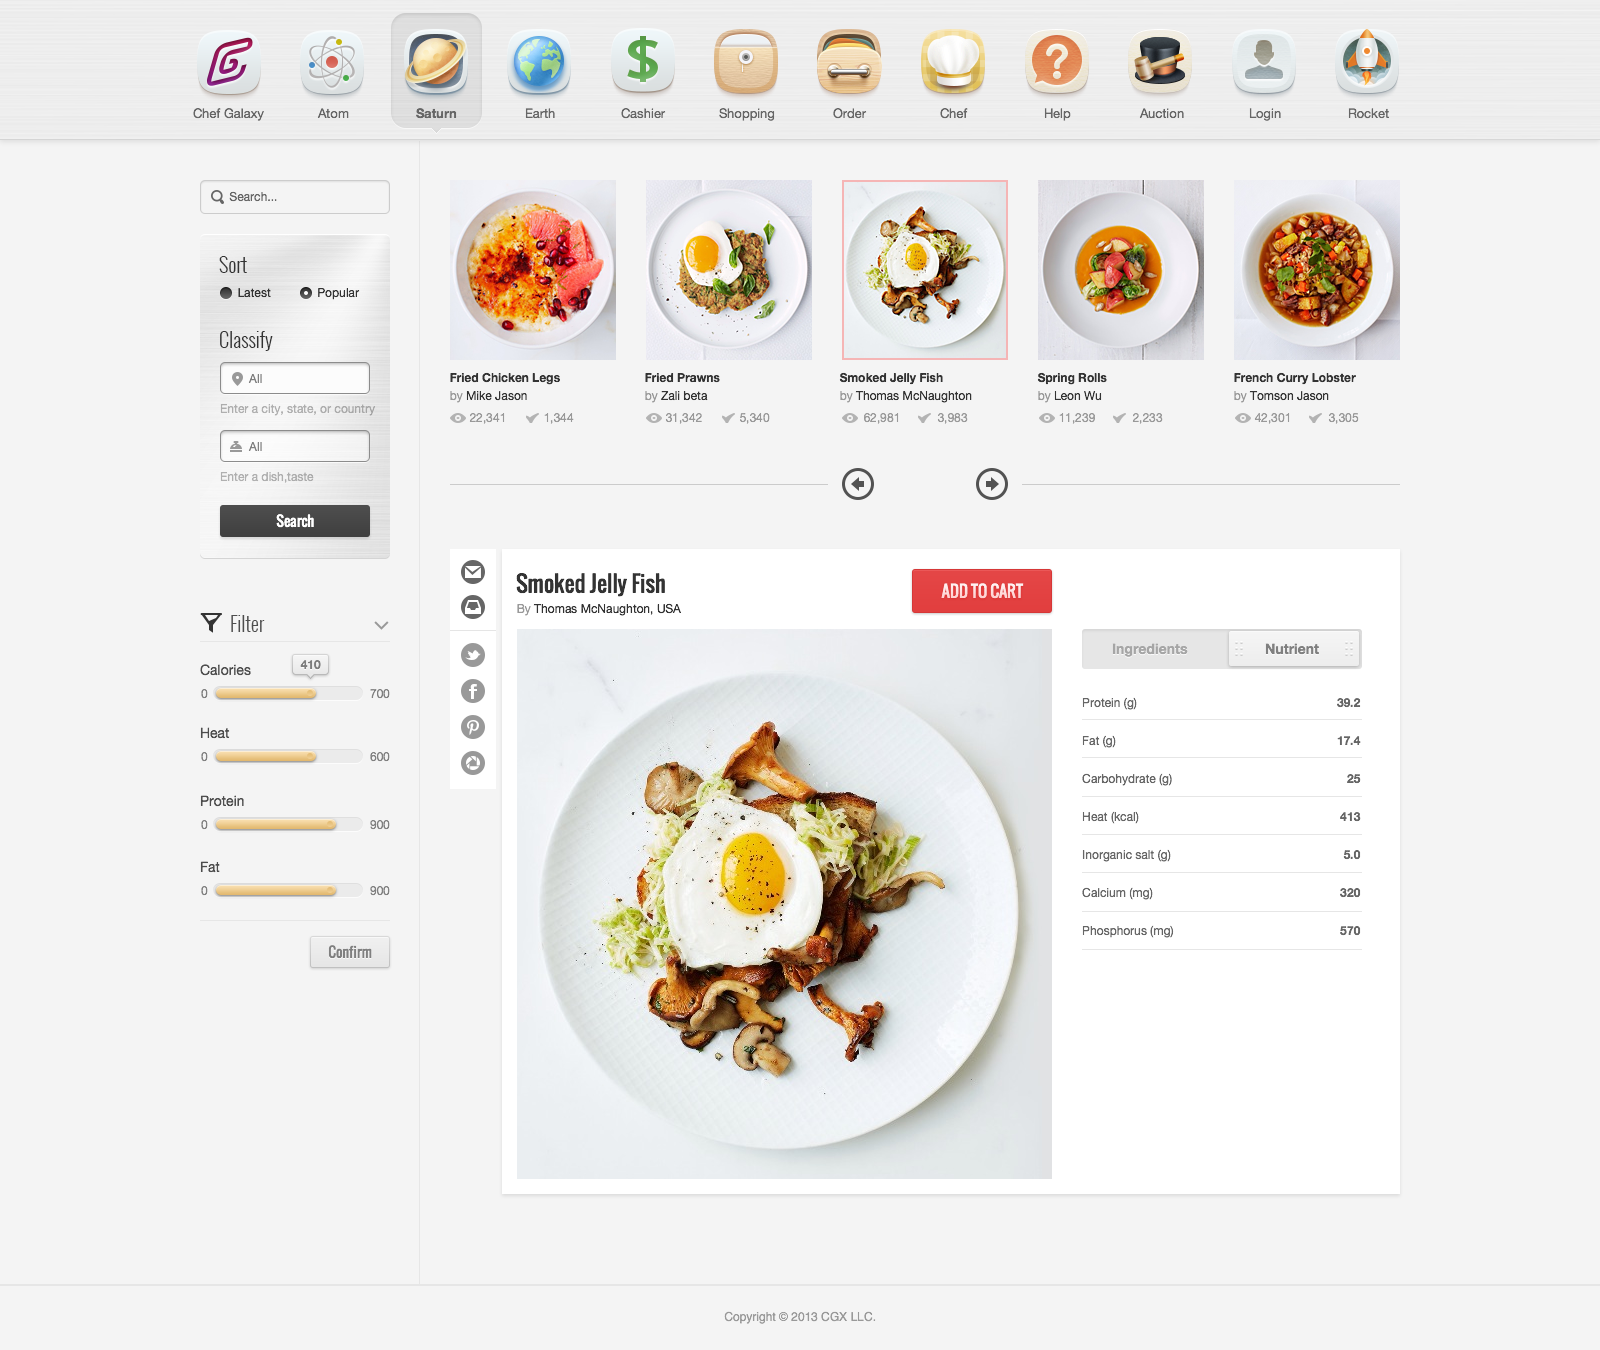 Chef Galaxy
Atom
Saturn
Earth
Cashier
Shopping
Order
Chef
Help
Auction
Login
Rocket
Search...
Sort
Latest
Popular
Classify
All
Enter a city, state, or country
All
Enter a dish,taste
Search
Filter
Calories
410
0
700
Heat
0
600
Protein
0
900
Fat
0
900
Confirm
Fried Chicken Legs
by Mike Jason
22,341
1,344
Fried Prawns
by Zali beta
31,342
5,340
Smoked Jelly Fish
by Thomas McNaughton
62,981
3,983
Spring Rolls
by Leon Wu
11,239
2,233
French Curry Lobster
by Tomson Jason
42,301
3,305
Smoked Jelly Fish
By Thomas McNaughton, USA
ADD TO CART
Ingredients
Nutrient
Protein (g) 39.2
Fat (g) 17.4
Carbohydrate (g) 25
Heat (kcal) 413
Inorganic salt (g) 5.0
Calcium (mg) 320
Phosphorus (mg) 570
Copyright © 2013 CGX LLC.